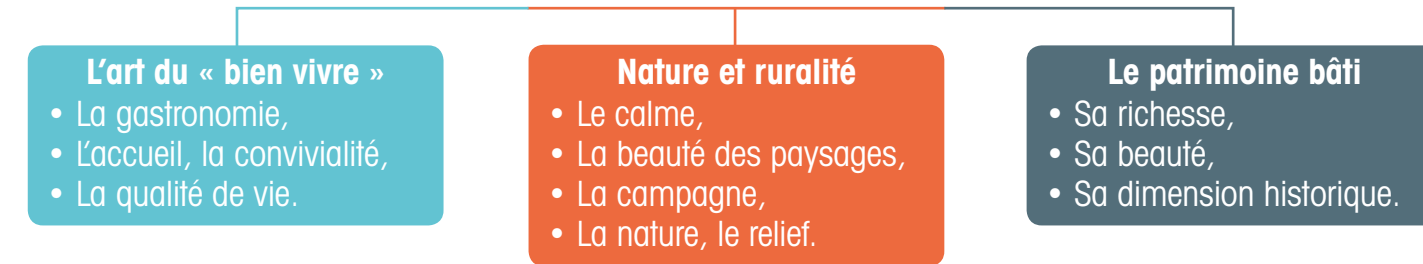 L’art du « bien vivre »
• La gastronomie,
• L’accueil, la convivialité,
• La qualité de vie.
Nature et ruralité
• Le calme,
• La beauté des paysages,
• La campagne,
• La nature, le relief.
Le patrimoine bâti
• Sa richesse,
• Sa beauté,
• Sa dimension historique.